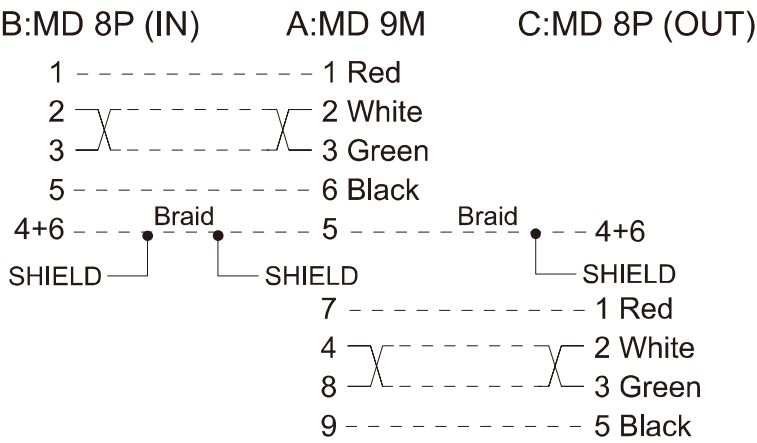 B:MD 8P (IN) A:MD 9M C:MD 8P (OUT)
1 1 Red
2 2 White
3 3 Green
5 6 Black
4+6 Braid 5 Braid 4+6
SHIELD SHIELD SHIELD
7 1 Red
4 2 White
8 3 Green
9 5 Black